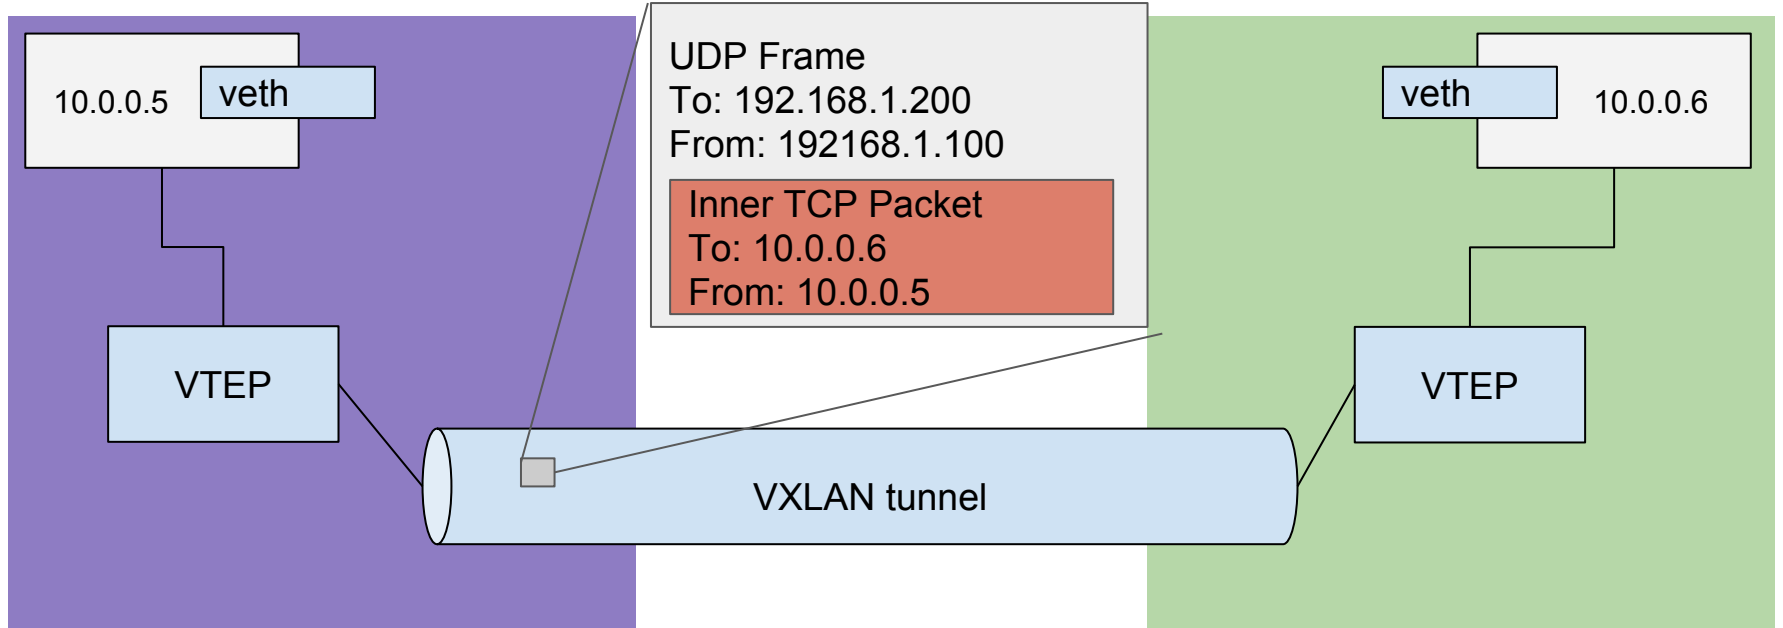 10.0.0.5
veth
UDP Frame
To: 192.168.1.200
From: 192168.1.100
Inner TCP Packet
To: 10.0.0.6
From: 10.0.0.5
veth
10.0.0.6
VTEP
VTEP
VXLAN tunnel